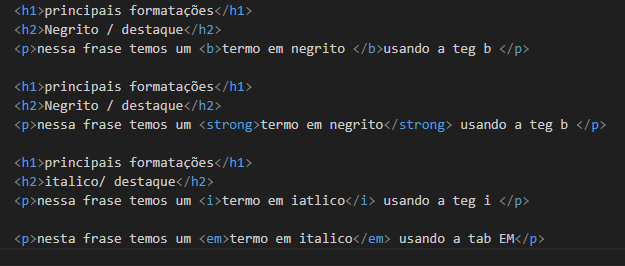 <h1>principais formatações</h1>
<h2>Negrito / destaque</h2>
<p>nessa frase temos um <b>termo em negrito </b>usando a teg b </p>
<h1>principais formatações</h1>
<h2>Negrito / destaque</h2>
<p>nessa frase temos um <strong>termo em negrito</strong> usando a teg b </p>
<h1>principais formatações</h1>
<h2>italico/ destaque</h2>
<p>nessa frase temos um <i>termo em iatlico</i> usando a teg i </p>
<p>nesta frase temos um <em>termo em italico</em> usando a tab EM</p>